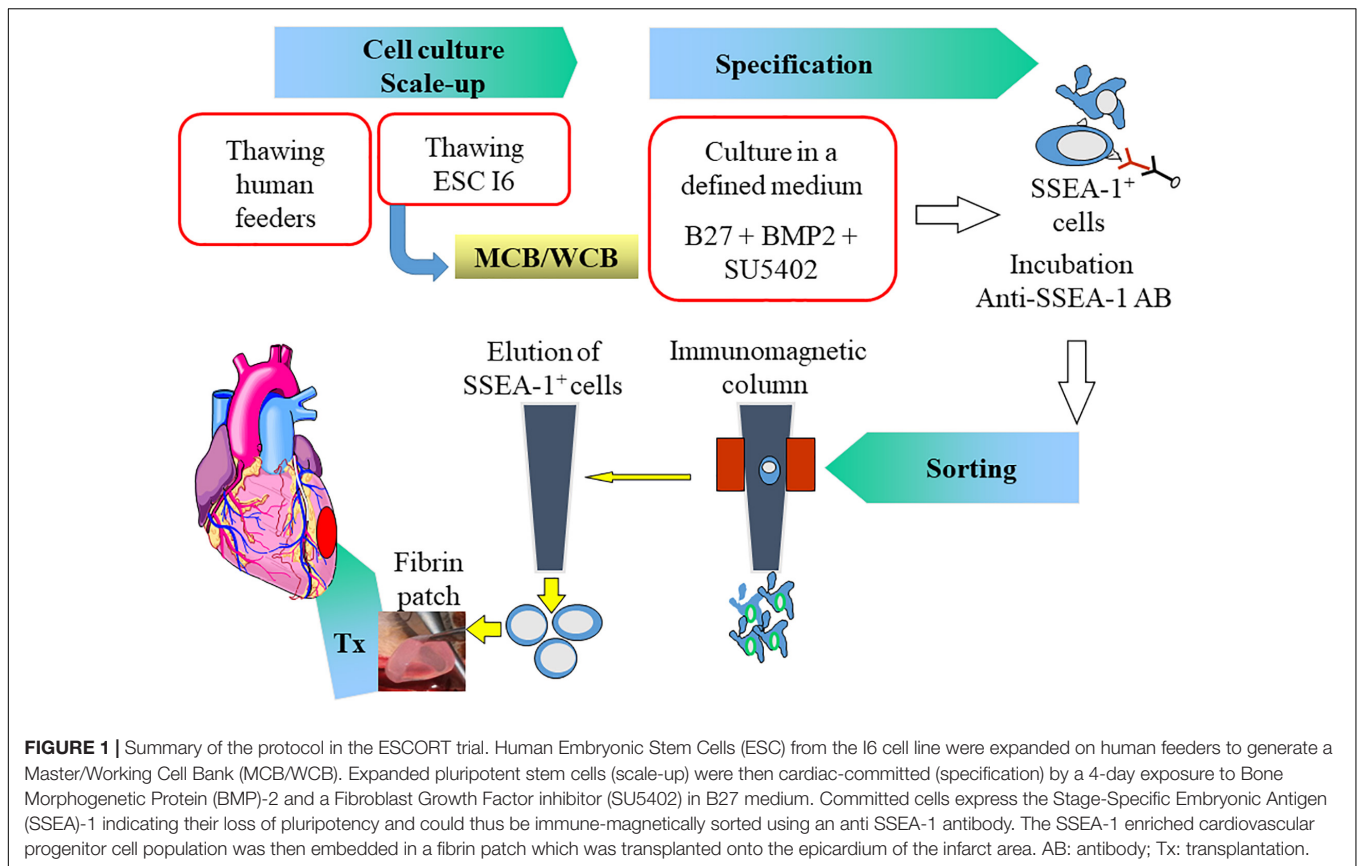 Cell culture
Scale-up
Specification
Thawing
human
feeders
Thawing
ESC I6
MCB/WCB
Culture in a
defined medium
B27 + BMP2 +
SU5402
SSEA-1⁺
cells
Incubation
Anti-SSEA-1 AB
Elution of
SSEA-1⁺ cells
Immunomagnetic
column
Sorting
Fibrin
patch
Tx
FIGURE 1 | Summary of the protocol in the ESCORT trial. Human Embryonic Stem Cells (ESC) from the I6 cell line were expanded on human feeders to generate a
Master/Working Cell Bank (MCB/WCB). Expanded pluripotent stem cells (scale-up) were then cardiac-committed (specification) by a 4-day exposure to Bone
Morphogenetic Protein (BMP)-2 and a Fibroblast Growth Factor inhibitor (SU5402) in B27 medium. Committed cells express the Stage-Specific Embryonic Antigen
(SSEA)-1 indicating their loss of pluripotency and could thus be immune-magnetically sorted using an anti SSEA-1 antibody. The SSEA-1 enriched cardiovascular
progenitor cell population was then embedded in a fibrin patch which was transplanted onto the epicardium of the infarct area. AB: antibody; Tx: transplantation.